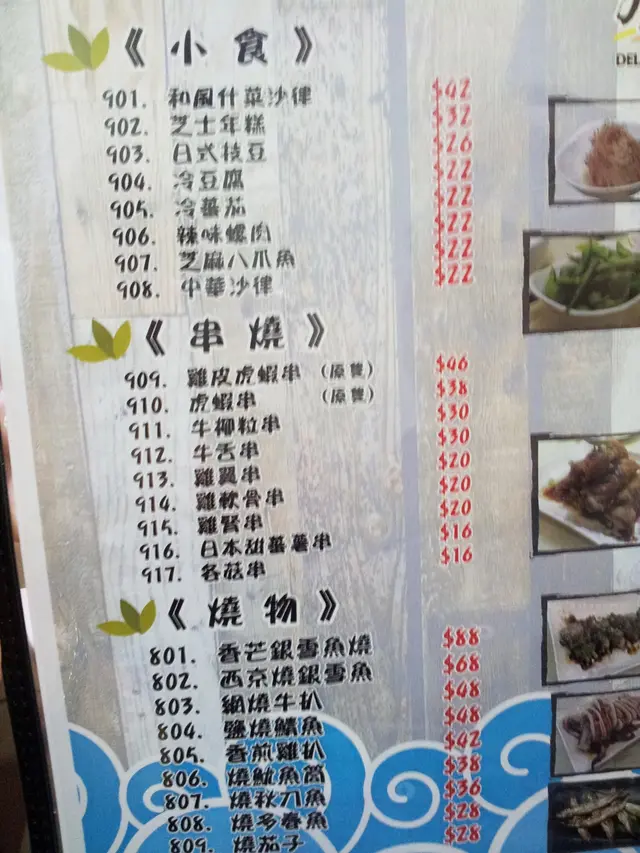 DEL
《 小 食 》
901. 和風什菜沙律 $42
902. 芝士年糕 $32
903. 日式枝豆 $26
904. 冷豆腐 $22
905. 冷蕃茄 $22
906. 辣味螺肉 $22
907. 芝麻八爪魚 $22
908. 中華沙律 $22
《 串 燒 》
909. 雞皮虎蝦串 (原隻) $46
910. 虎蝦串 (原隻) $38
911. 牛柳粒串 $30
912. 牛舌串 $30
913. 雞翼串 $20
914. 雞軟骨串 $20
915. 雞腎串 $20
916. 日本甜蕃薯串 $16
917. 各菇串 $16
《 燒 物 》
801. 香芒銀雪魚燒 $88
802. 西京燒銀雪魚 $68
803. 網燒牛扒 $48
804. 鹽燒鯖魚 $48
805. 香煎雞扒 $42
806. 燒魷魚筒 $38
807. 燒秋刀魚 $36
808. 燒多春魚 $28
809. 燒茄子 $28